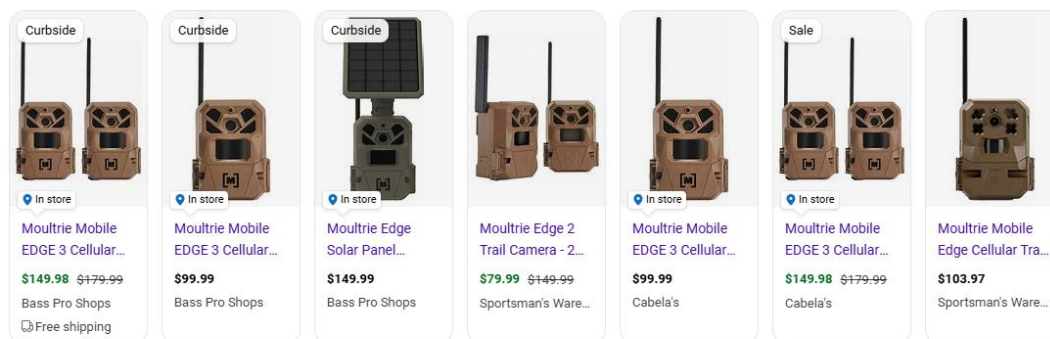 Curbside
In store
Moultrie Mobile
EDGE 3 Cellular...
$149.98 $179.99
Bass Pro Shops
Free shipping
Curbside
In store
Moultrie Mobile
EDGE 3 Cellular...
$99.99
Bass Pro Shops
Curbside
In store
Moultrie Edge
Solar Panel...
$149.99
Bass Pro Shops
Moultrie Edge 2
Trail Camera - 2...
$79.99 $149.99
Sportsman's Ware...
In store
Moultrie Mobile
EDGE 3 Cellular...
$99.99
Cabela's
Sale
In store
Moultrie Mobile
EDGE 3 Cellular...
$149.98 $179.99
Cabela's
Moultrie Mobile
Edge Cellular Tra...
$103.97
Sportsman's Ware...